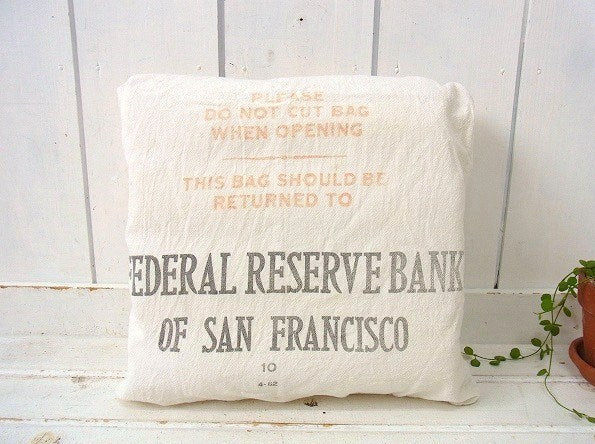 PLEASE
DO NOT CUT BAG
WHEN OPENING
THIS BAG SHOULD BE
RETURNED TO
FEDERAL RESERVE BANK
OF SAN FRANCISCO
10
4-62